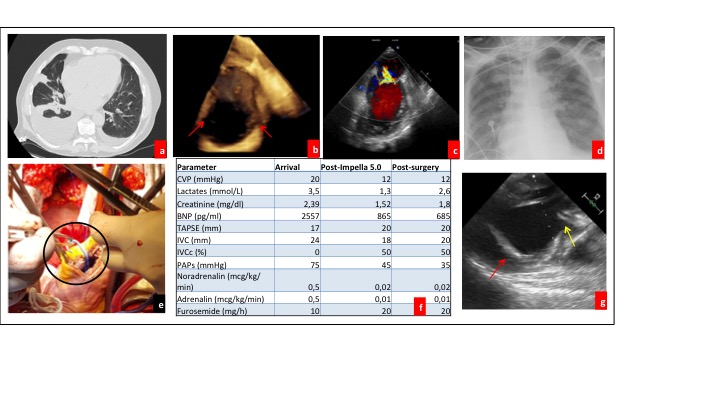 a
b
c
d
e
Parameter Arrival Post-Impella 5.0 Post-surgery
CVP (mmHg) 20 12 12
Lactates (mmol/L) 3,5 1,3 2,6
Creatinine (mg/dl) 2,39 1,52 1,8
BNP (pg/ml) 2557 865 685
TAPSE (mm) 17 20 20
IVC (mm) 24 18 20
IVCc (%) 0 50 50
PAPs (mmHg) 75 45 35
Noradrenalin (mcg/kg/
min) 0,5 0,02 0,02
Adrenalin (mcg/kg/min) 0,5 0,01 0,01
Furosemide (mg/h) 10 20 20
f
g